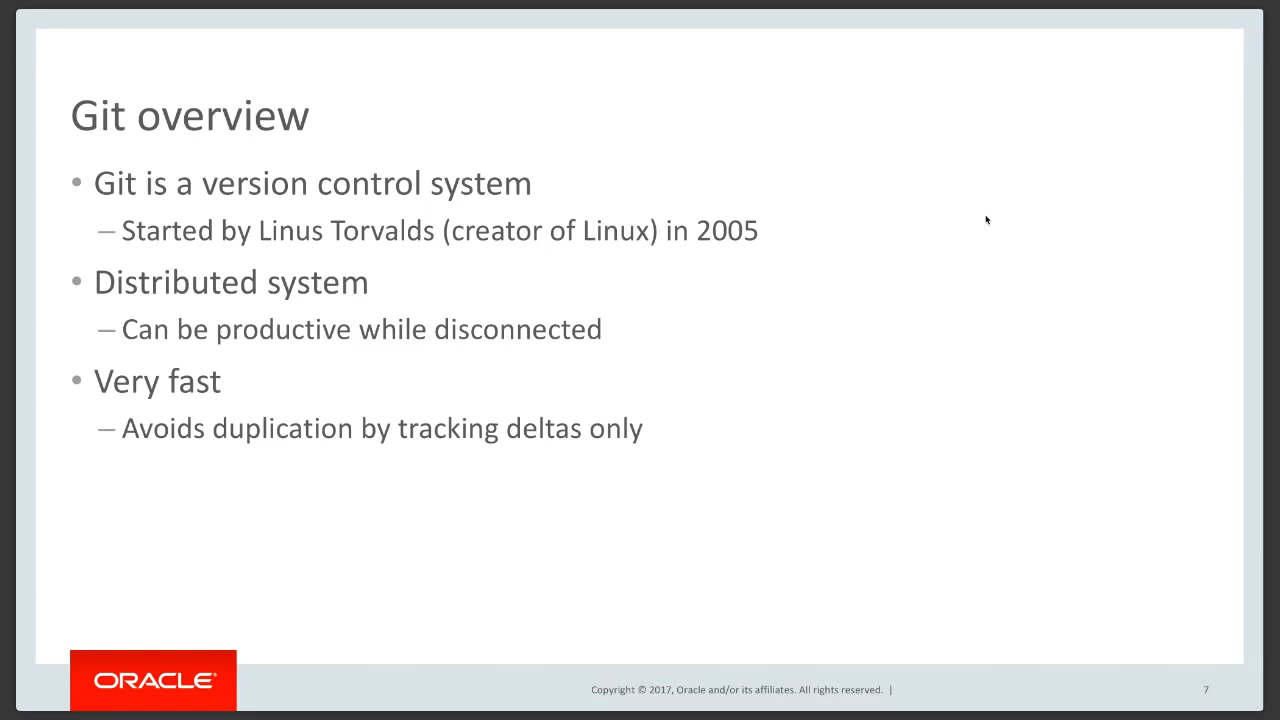 Git overview
• Git is a version control system
– Started by Linus Torvalds (creator of Linux) in 2005
• Distributed system
– Can be productive while disconnected
• Very fast
– Avoids duplication by tracking deltas only
ORACLE®
Copyright © 2017, Oracle and/or its affiliates. All rights reserved. |
7